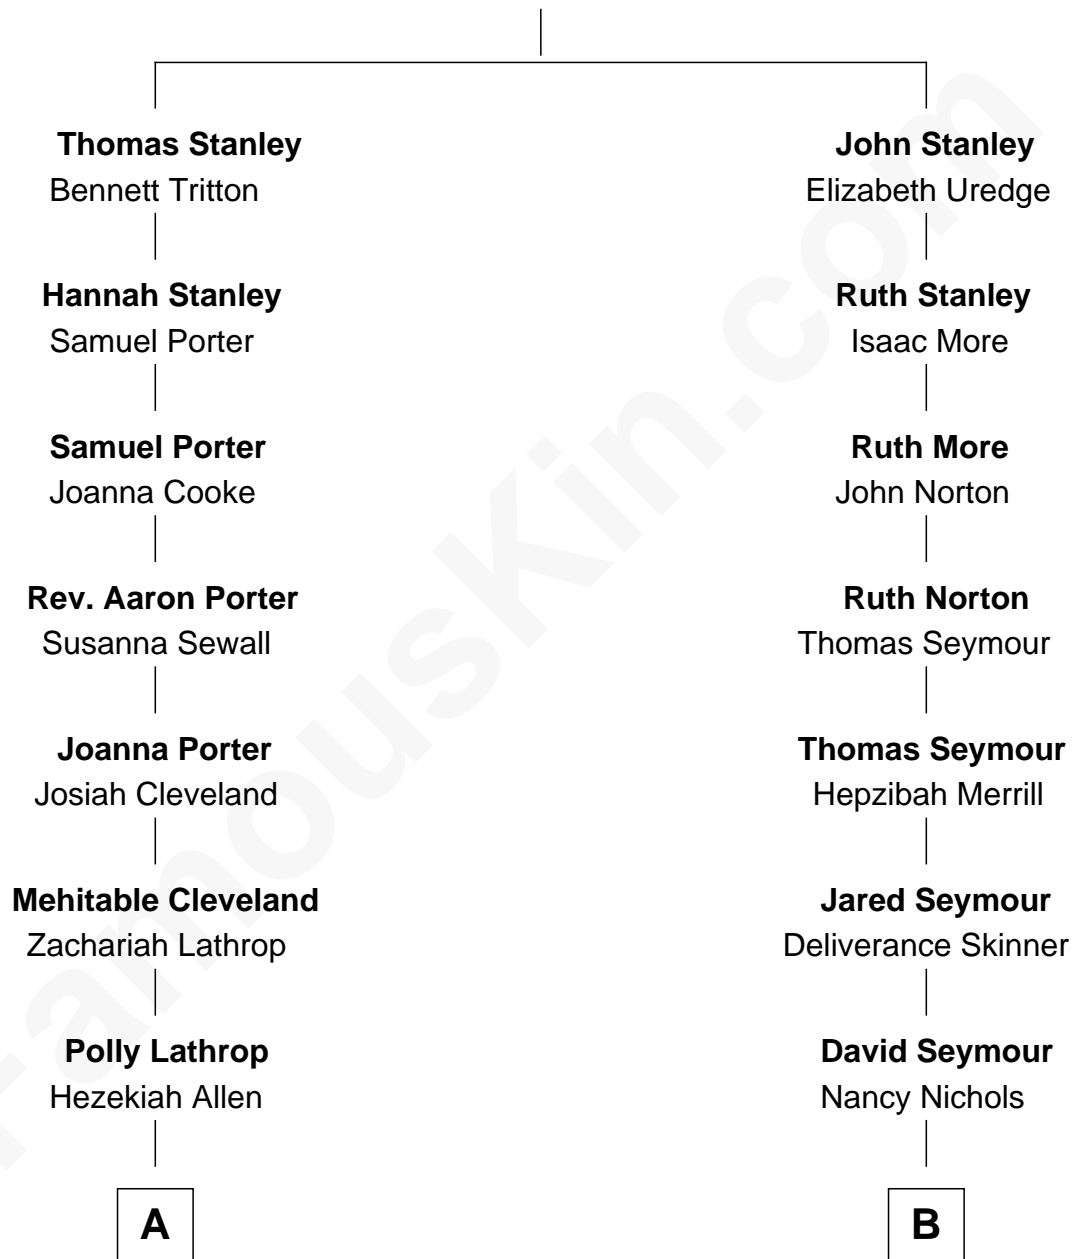 Thomas Stanley
Bennett Tritton
John Stanley
Elizabeth Uredge
Hannah Stanley
Samuel Porter
Ruth Stanley
Isaac More
Samuel Porter
Joanna Cooke
Ruth More
John Norton
Rev. Aaron Porter
Susanna Sewall
Ruth Norton
Thomas Seymour
Joanna Porter
Josiah Cleveland
Thomas Seymour
Hepzibah Merrill
Mehitable Cleveland
Zachariah Lathrop
Jared Seymour
Deliverance Skinner
Polly Lathrop
Hezekiah Allen
David Seymour
Nancy Nichols
A
B
FamousKin.com